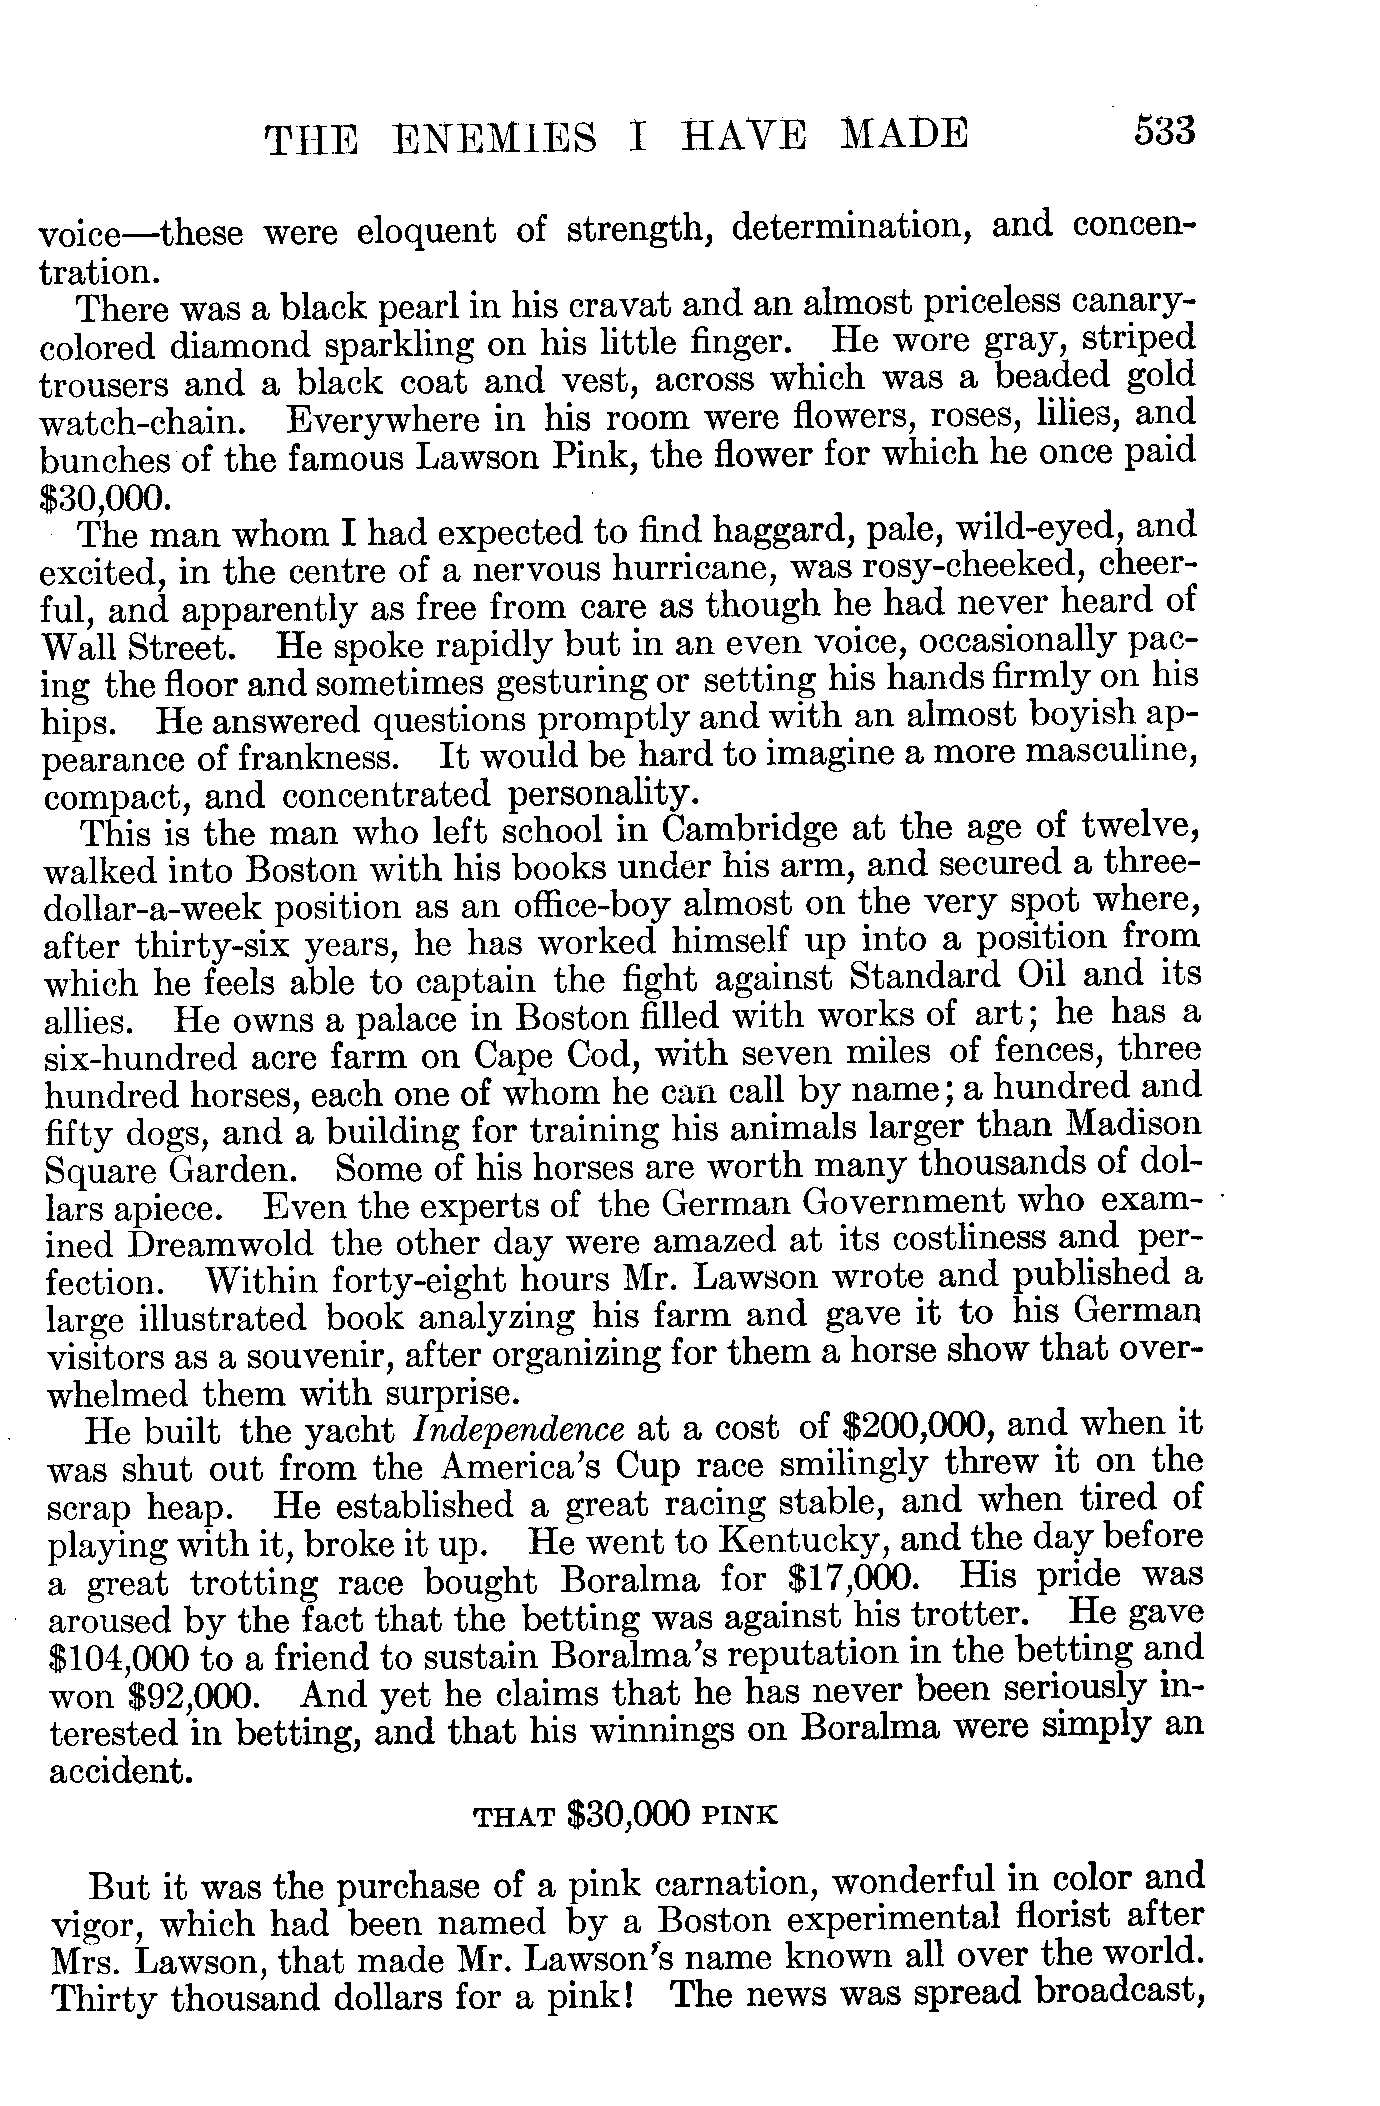 THE ENEMIES I HAVE MADE 533
voice—these were eloquent of strength, determination, and concen-
tration.
There was a black pearl in his cravat and an almost priceless canary-
colored diamond sparkling on his little finger. He wore gray, striped
trousers and a black coat and vest, across which was a beaded gold
watch-chain. Everywhere in his room were flowers, roses, lilies, and
bunches of the famous Lawson Pink, the flower for which he once paid
$30,000.
The man whom I had expected to find haggard, pale, wild-eyed, and
excited, in the centre of a nervous hurricane, was rosy-cheeked, cheer-
ful, and apparently as free from care as though he had never heard of
Wall Street. He spoke rapidly but in an even voice, occasionally pac-
ing the floor and sometimes gesturing or setting his hands firmly on his
hips. He answered questions promptly and with an almost boyish ap-
pearance of frankness. It would be hard to imagine a more masculine,
compact, and concentrated personality.
This is the man who left school in Cambridge at the age of twelve,
walked into Boston with his books under his arm, and secured a three-
dollar-a-week position as an office-boy almost on the very spot where,
after thirty-six years, he has worked himself up into a position from
which he feels able to captain the fight against Standard Oil and its
allies. He owns a palace in Boston filled with works of art; he has a
six-hundred acre farm on Cape Cod, with seven miles of fences, three
hundred horses, each one of whom he can call by name; a hundred and
fifty dogs, and a building for training his animals larger than Madison
Square Garden. Some of his horses are worth many thousands of dol-
lars apiece. Even the experts of the German Government who exam-
ined Dreamwold the other day were amazed at its costliness and per-
fection. Within forty-eight hours Mr. Lawson wrote and published a
large illustrated book analyzing his farm and gave it to his German
visitors as a souvenir, after organizing for them a horse show that over-
whelmed them with surprise.
He built the yacht Independence at a cost of $200,000, and when it
was shut out from the America's Cup race smilingly threw it on the
scrap heap. He established a great racing stable, and when tired of
playing with it, broke it up. He went to Kentucky, and the day before
a great trotting race bought Boralma for $17,000. His pride was
aroused by the fact that the betting was against his trotter. He gave
$104,000 to a friend to sustain Boralma's reputation in the betting and
won $92,000. And yet he claims that he has never been seriously in-
terested in betting, and that his winnings on Boralma were simply an
accident.
THAT $30,000 PINK
But it was the purchase of a pink carnation, wonderful in color and
vigor, which had been named by a Boston experimental florist after
Mrs. Lawson, that made Mr. Lawson's name known all over the world.
Thirty thousand dollars for a pink! The news was spread broadcast,